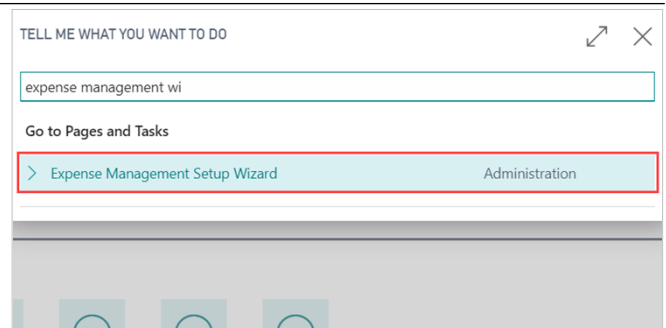 TELL ME WHAT YOU WANT TO DO
expense management wi
Go to Pages and Tasks
Expense Management Setup Wizard Administration